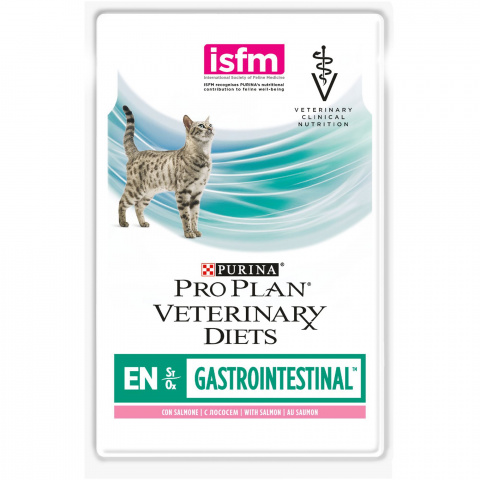 isfm
International Society of Feline Medicine
ISFM recognises PURINA's nutritional
contribution to feline well-being
VETERINARY
CLINICAL
NUTRITION
PURINA®
PRO PLAN®
VETERINARY
DIETS
EN St/Ox GASTROINTESTINAL™
CON SALMONE | С ЛОСОСЕМ | WITH SALMON | AU SAUMON